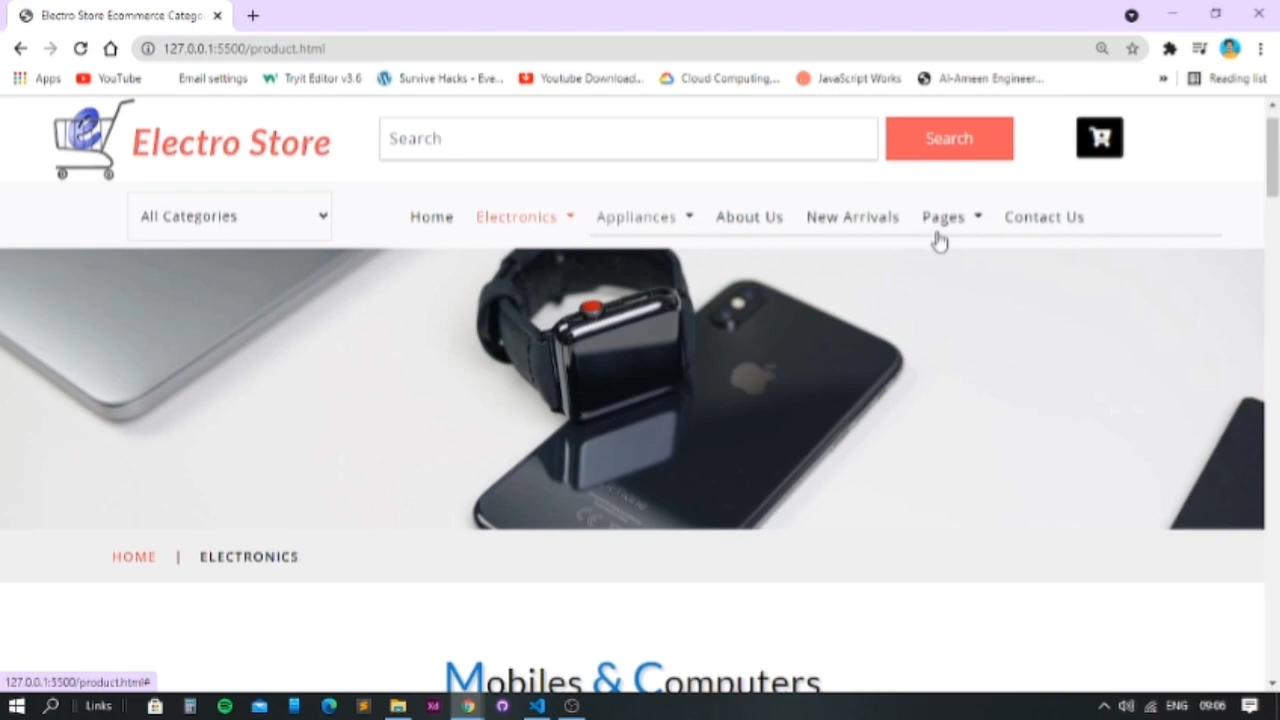 Electro Store Ecommerce Catego
127.0.0.1:5500/product.html
Apps YouTube Email settings Tryit Editor v3.6 Survive Hacks - Eve... Youtube Download... Cloud Computing,... JavaScript Works Al-Ameen Engineer... » Reading list
Electro Store Search Search
All Categories Home Electronics Appliances About Us New Arrivals Pages Contact Us
HOME | ELECTRONICS
Mobiles & Computers
127.0.0.1:5500/product.html#
Links ENG 09:06